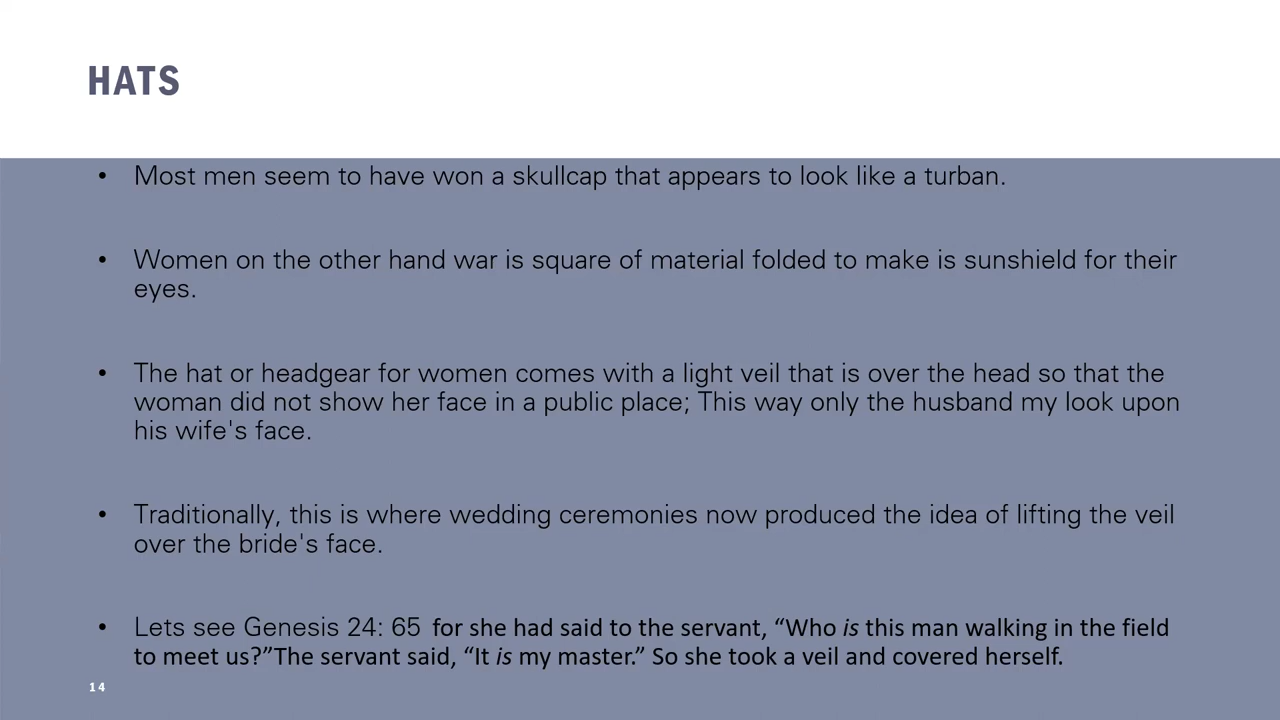 HATS
• Most men seem to have won a skullcap that appears to look like a turban.
• Women on the other hand war is square of material folded to make is sunshield for their
eyes.
• The hat or headgear for women comes with a light veil that is over the head so that the
woman did not show her face in a public place; This way only the husband my look upon
his wife's face.
• Traditionally, this is where wedding ceremonies now produced the idea of lifting the veil
over the bride's face.
• Lets see Genesis 24: 65 for she had said to the servant, “Who is this man walking in the field
to meet us?”The servant said, “It is my master.” So she took a veil and covered herself.
14